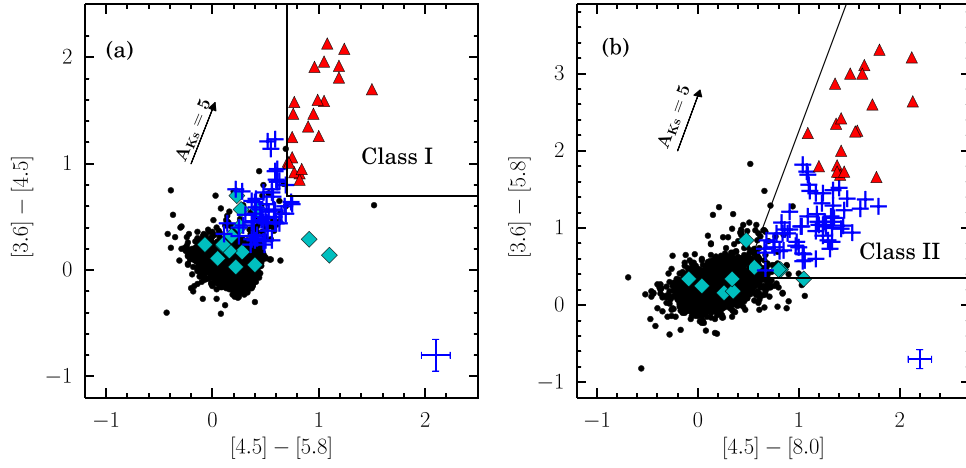 (a)
A_Ks = 5
Class I
[3.6] − [4.5]
2
1
0
−1
−1
0
1
2
[4.5] − [5.8]
(b)
A_Ks = 5
Class II
[3.6] − [5.8]
3
2
1
0
−1
−1
0
1
2
[4.5] − [8.0]